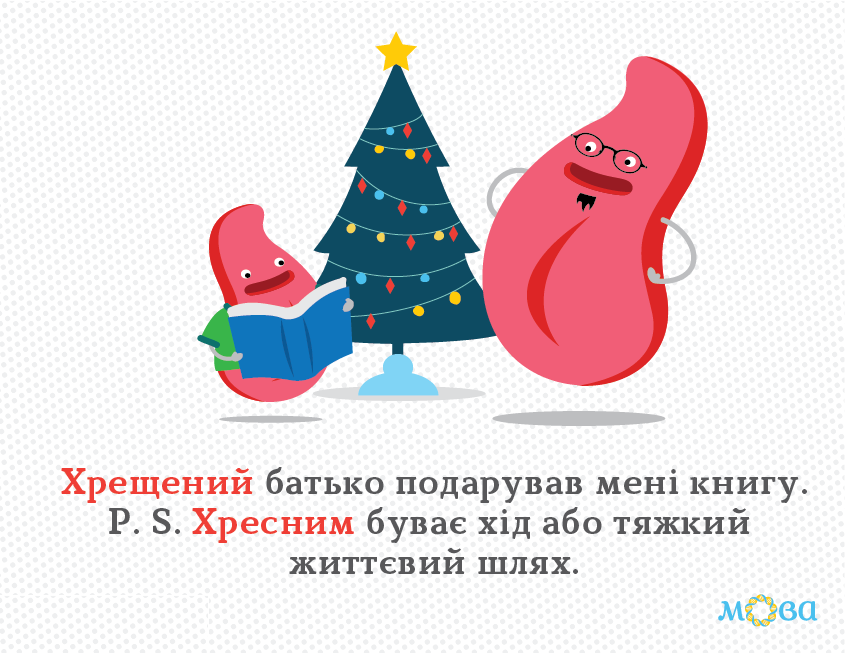 Хрещений батько подарував мені книгу.
P. S. Хресним буває хід або тяжкий
життєвий шлях.
мова